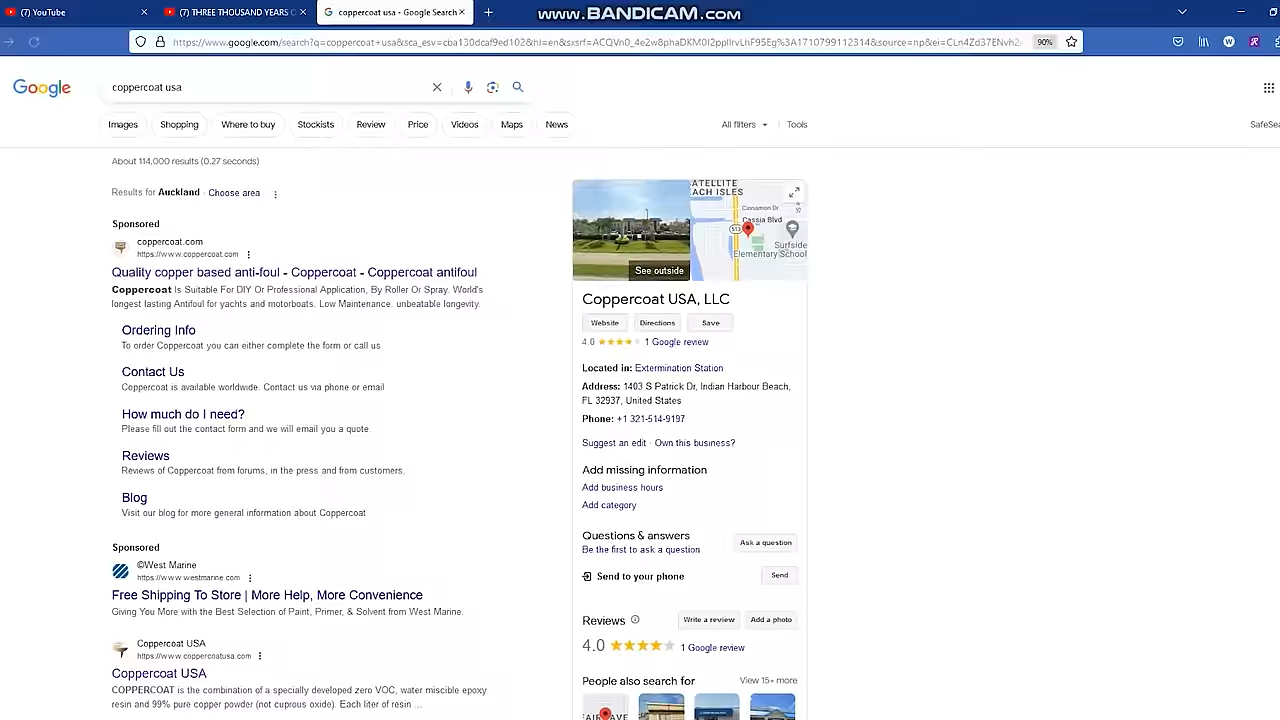 (7) YouTube
(7) THREE THOUSAND YEARS O
coppercoat usa - Google Search
www.BANDICAM.com
https://www.google.com/search?q=coppercoat+usa&sca_esv=cba130dcaf9ed102&hl=en&sxsrf=
90%
Google
coppercoat usa
Images
Shopping
Where to buy
Stockists
Review
Price
Videos
Maps
News
All filters
Tools
SafeSea
About 114,000 results (0.27 seconds)
Results for Auckland · Choose area
Sponsored
coppercoat.com
https://www.coppercoat.com
Quality copper based anti-foul - Coppercoat - Coppercoat antifoul
Coppercoat Is Suitable For DIY Or Professional Application, By Roller Or Spray. World's
longest lasting Antifoul for yachts and motorboats. Low Maintenance. unbeatable longevity.
Ordering Info
To order Coppercoat you can either complete the form or call us
Contact Us
Coppercoat is available worldwide. Contact us via phone or email
How much do I need?
Please fill out the contact form and we will email you a quote
Reviews
Reviews of Coppercoat from forums, in the press and from customers.
Blog
Visit our blog for more general information about Coppercoat
Sponsored
©West Marine
https://www.westmarine.com
Free Shipping To Store | More Help, More Convenience
Giving You More with the Best Selection of Paint, Primer, & Solvent from West Marine.
Coppercoat USA
https://www.coppercoatusa.com
Coppercoat USA
COPPERCOAT is the combination of a specially developed zero VOC, water miscible epoxy
resin and 99% pure copper powder (not cuprous oxide). Each liter of resin ...
See outside
SATELLITE
BEACH ISLES
Cinnamon Dr
Cassia Blvd
513
Surfside
Elementary School
Coppercoat USA, LLC
Website
Directions
Save
4.0
1 Google review
Located in: Extermination Station
Address: 1403 S Patrick Dr, Indian Harbour Beach,
FL 32937, United States
Phone: +1 321-514-9197
Suggest an edit · Own this business?
Add missing information
Add business hours
Add category
Questions & answers
Be the first to ask a question
Ask a question
Send to your phone
Send
Reviews
Write a review
Add a photo
4.0
1 Google review
People also search for
View 15+ more